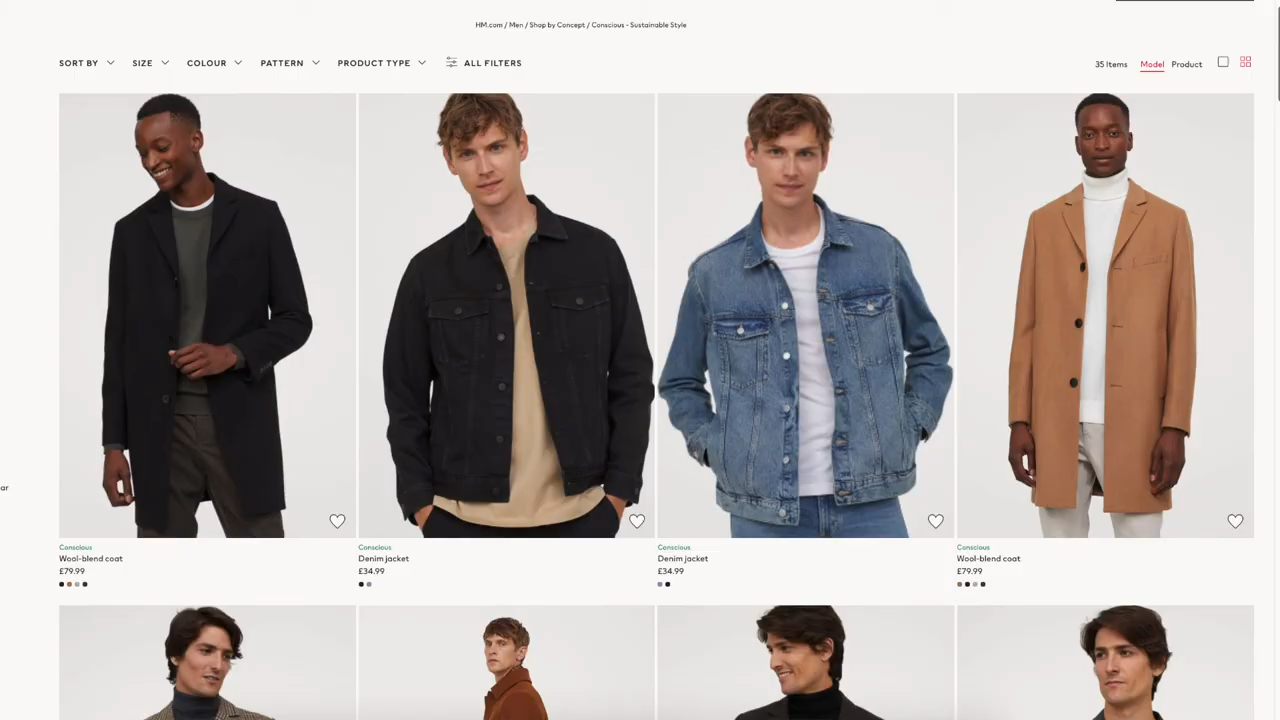 HM.com / Men / Shop by Concept / Conscious - Sustainable Style
SORT BY SIZE COLOUR PATTERN PRODUCT TYPE ALL FILTERS
35 Items Model Product
ar
Conscious
Wool-blend coat
£79.99
Conscious
Denim jacket
£34.99
Conscious
Denim jacket
£34.99
Conscious
Wool-blend coat
£79.99